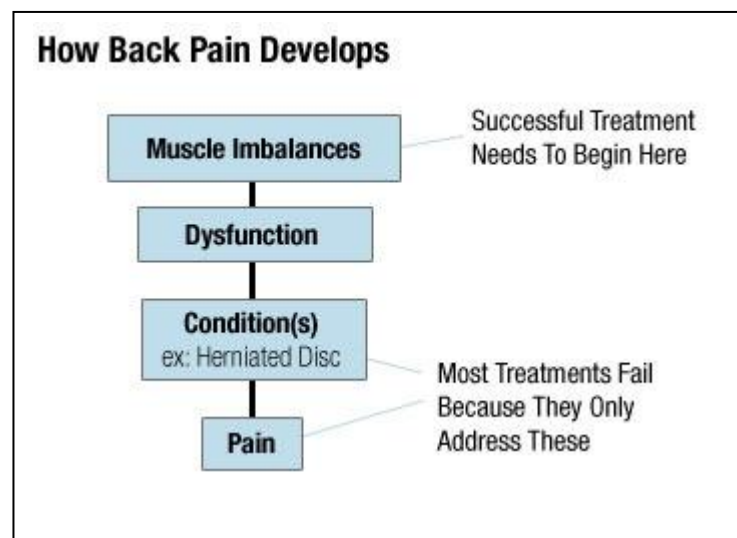 How Back Pain Develops
Muscle Imbalances
Successful Treatment
Needs To Begin Here
Dysfunction
Condition(s)
ex: Herniated Disc
Most Treatments Fail
Because They Only
Address These
Pain